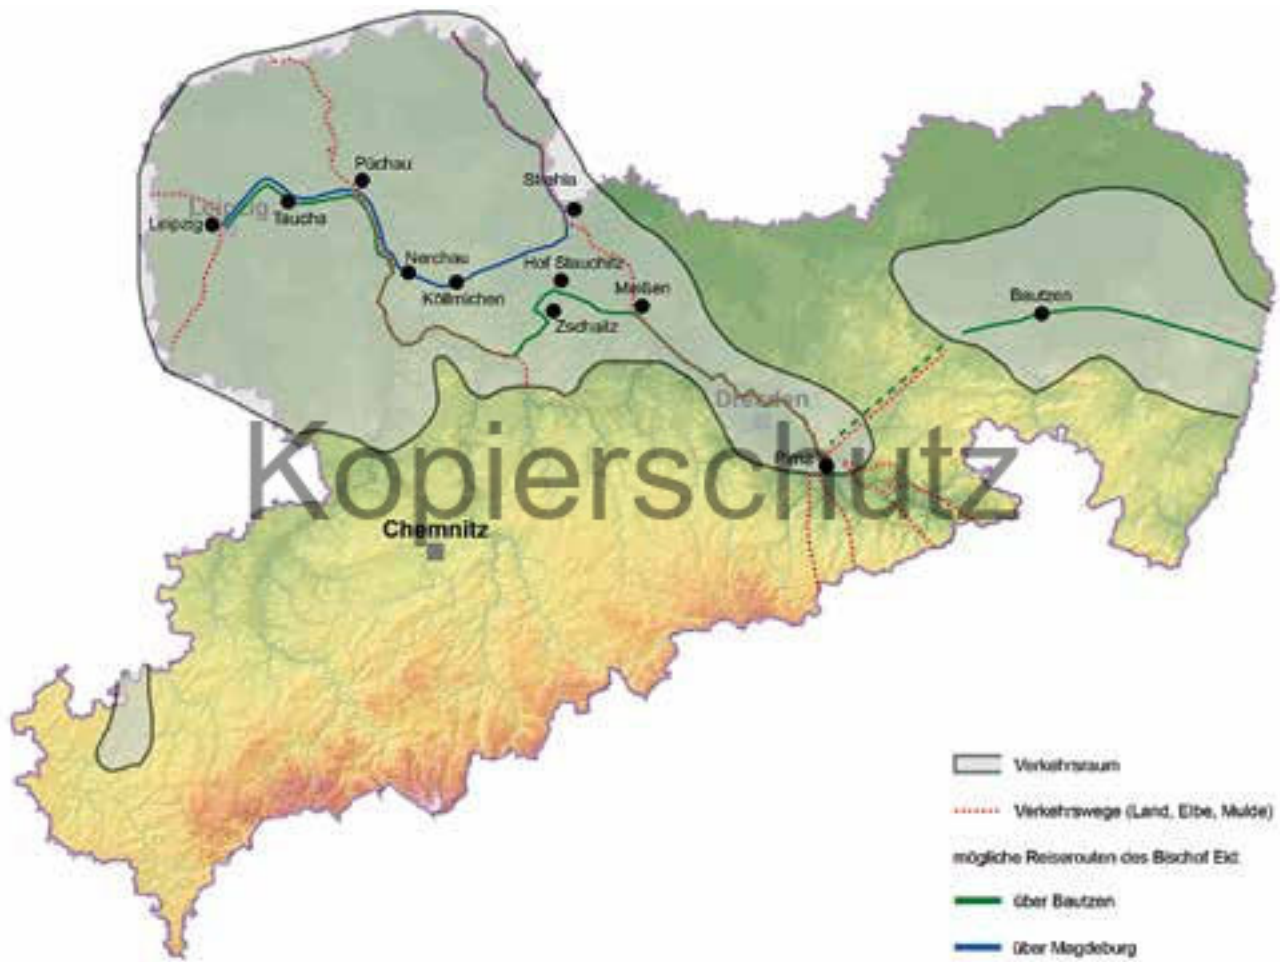 Püchau
Strehla
Leipzig
Leipzig
Taucha
Nerchau
Hof Stauchitz
Köllmichen
Meißen
Bautzen
Zschaitz
Dresden
Pirna
Kopierschutz
Chemnitz
Verkehrsraum
Verkehrswege (Land, Elbe, Mulde)
mögliche Reiserouten des Bischof Eid:
über Bautzen
über Magdeburg